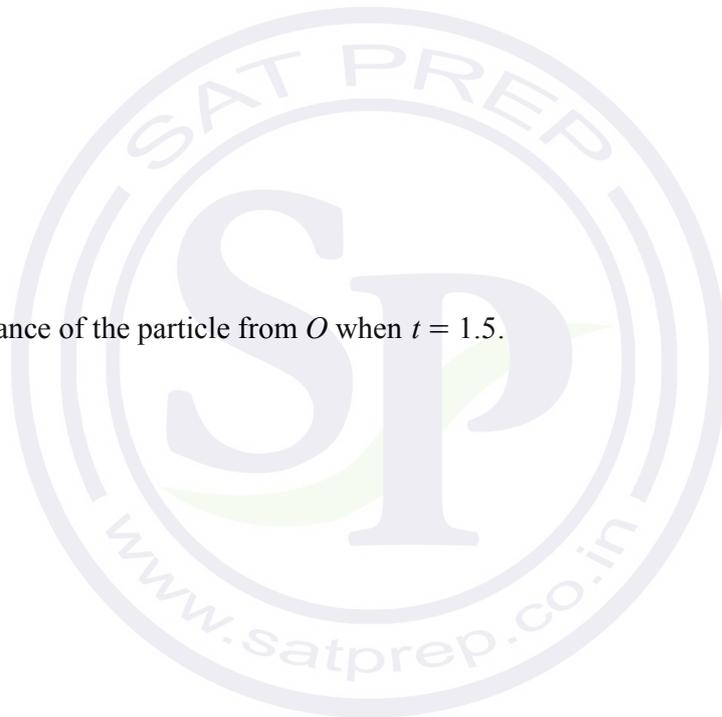 SAT PREP
ance of the particle from O when t = 1.5.
SP
www.satprep.co.in